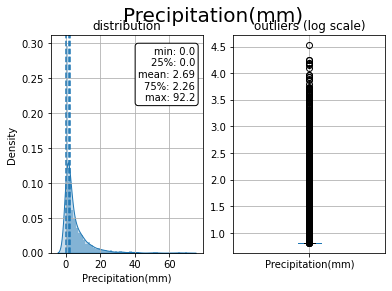 Precipitation(mm)
distribution
outliers (log scale)
0.30
0.25
0.20
0.15
0.10
0.05
0.00
Density
min: 0.0
25%: 0.0
mean: 2.69
75%: 2.26
max: 92.2
0 20 40 60
Precipitation(mm)
4.5
4.0
3.5
3.0
2.5
2.0
1.5
1.0
Precipitation(mm)